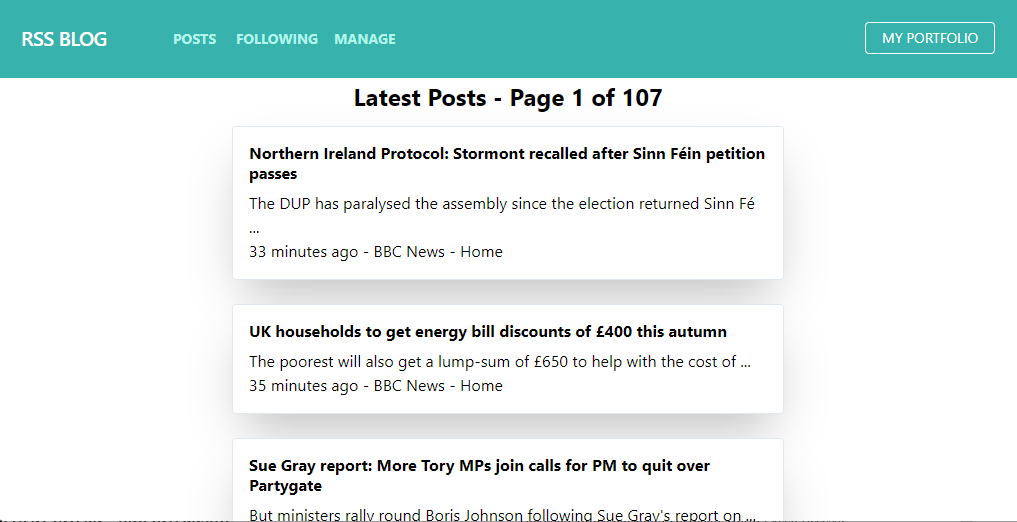 RSS BLOG POSTS FOLLOWING MANAGE MY PORTFOLIO
Latest Posts - Page 1 of 107
Northern Ireland Protocol: Stormont recalled after Sinn Féin petition
passes
The DUP has paralysed the assembly since the election returned Sinn Fé
...
33 minutes ago - BBC News - Home
UK households to get energy bill discounts of £400 this autumn
The poorest will also get a lump-sum of £650 to help with the cost of ...
35 minutes ago - BBC News - Home
Sue Gray report: More Tory MPs join calls for PM to quit over
Partygate
But ministers rally round Boris Johnson following Sue Gray's report on ...